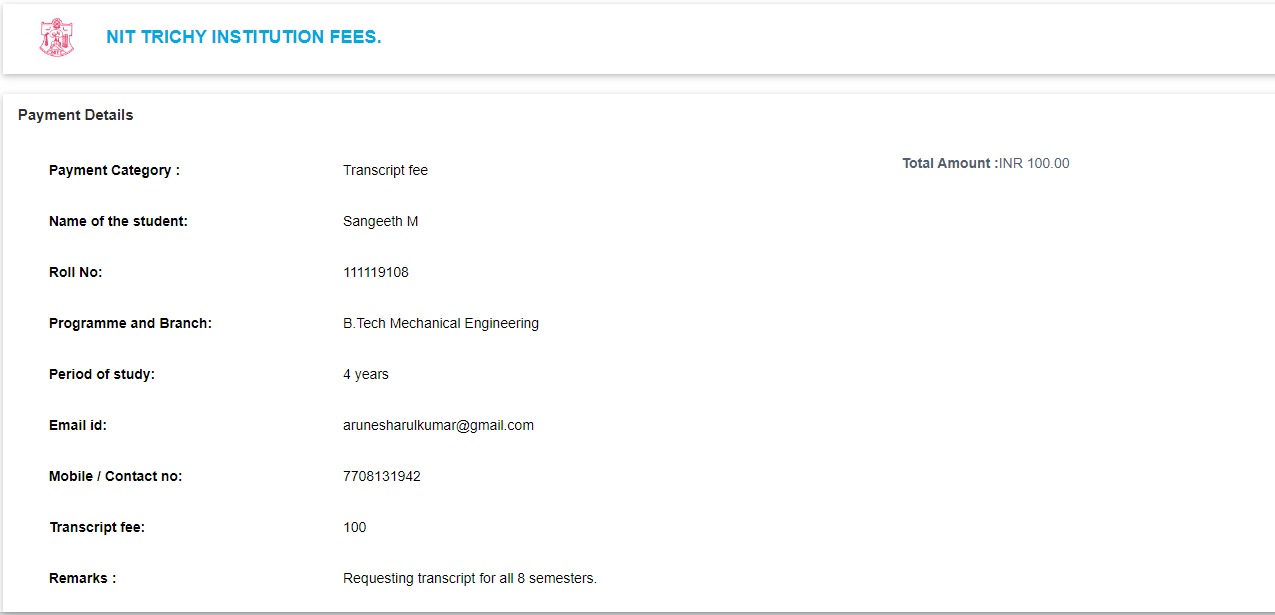 NIT TRICHY INSTITUTION FEES.
Payment Details
Payment Category : Transcript fee Total Amount :INR 100.00
Name of the student: Sangeeth M
Roll No: 111119108
Programme and Branch: B.Tech Mechanical Engineering
Period of study: 4 years
Email id: arunesharulkumar@gmail.com
Mobile / Contact no: 7708131942
Transcript fee: 100
Remarks : Requesting transcript for all 8 semesters.